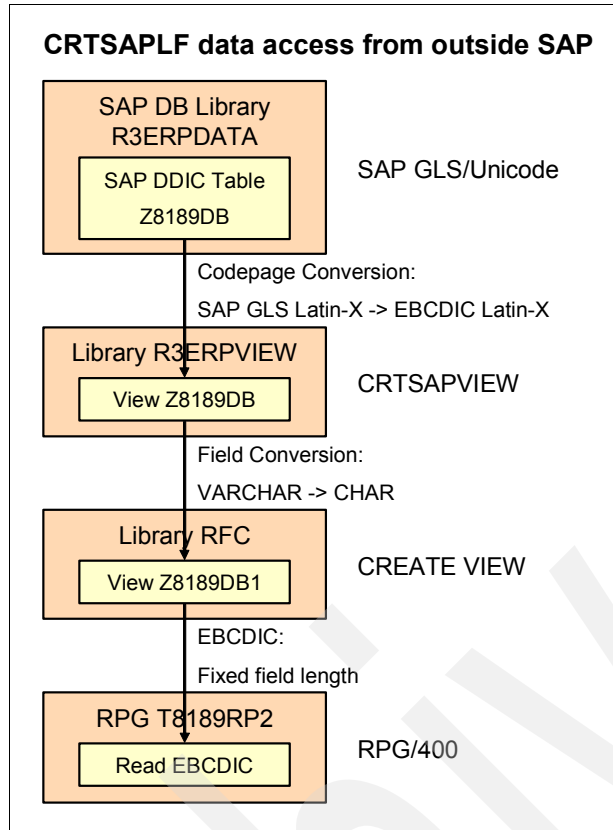 CRTSAPLF data access from outside SAP
SAP DB Library
R3ERPDATA
SAP DDIC Table
Z8189DB
SAP GLS/Unicode
Codepage Conversion:
SAP GLS Latin-X -> EBCDIC Latin-X
Library R3ERPVIEW
View Z8189DB
CRTSAPVIEW
Field Conversion:
VARCHAR -> CHAR
Library RFC
View Z8189DB1
CREATE VIEW
EBCDIC:
Fixed field length
RPG T8189RP2
Read EBCDIC
RPG/400